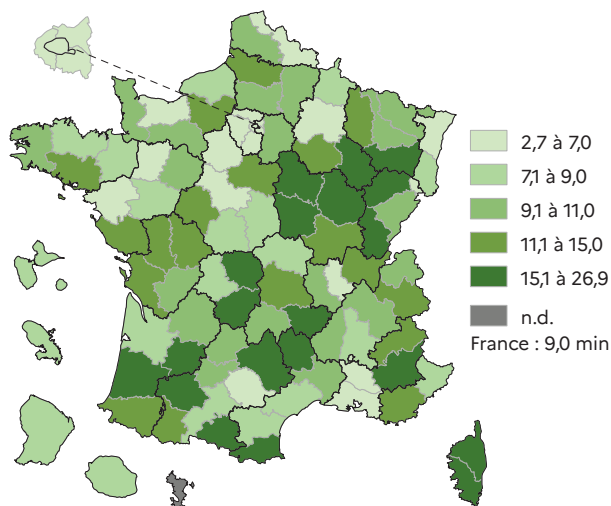 2,7 à 7,0
7,1 à 9,0
9,1 à 11,0
11,1 à 15,0
15,1 à 26,9
n.d.
France : 9,0 min